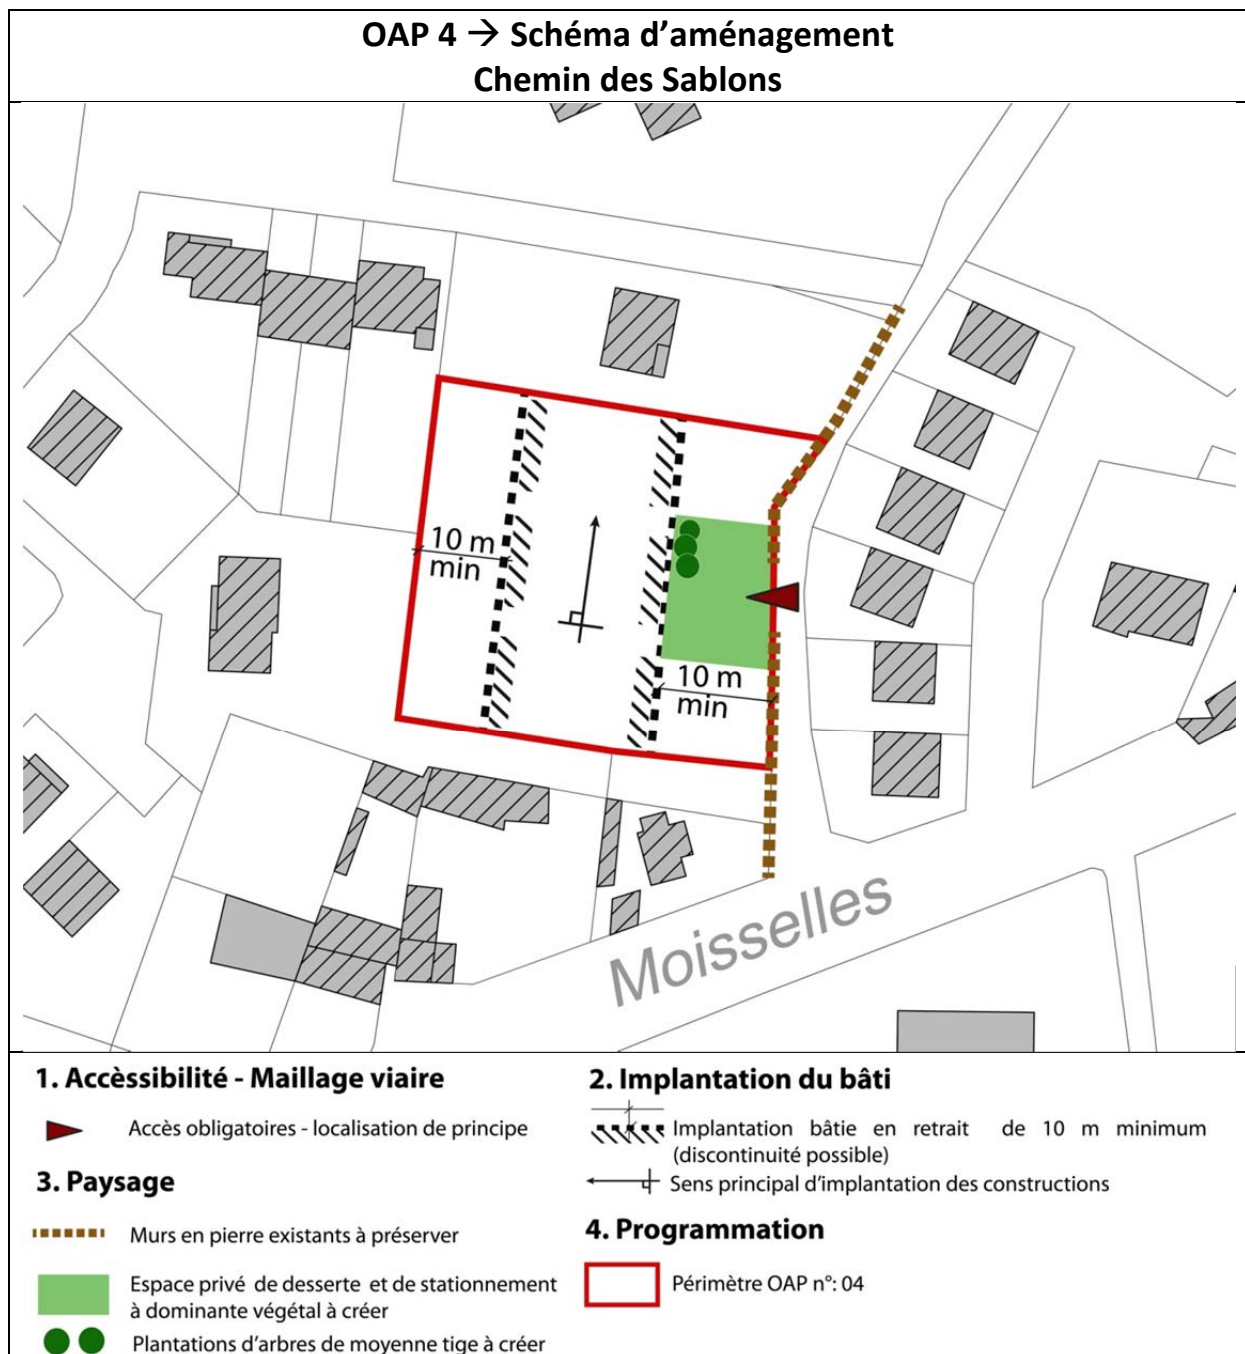 OAP 4 → Schéma d’aménagement
Chemin des Sablons
10 m
min
10 m
min
Moisselles
1. Accèssibilité - Maillage viaire
Accès obligatoires - localisation de principe
2. Implantation du bâti
Implantation bâtie en retrait de 10 m minimum
(discontinuité possible)
Sens principal d’implantation des constructions
3. Paysage
Murs en pierre existants à préserver
Espace privé de desserte et de stationnement
à dominante végétal à créer
Plantations d’arbres de moyenne tige à créer
4. Programmation
Périmètre OAP n°: 04